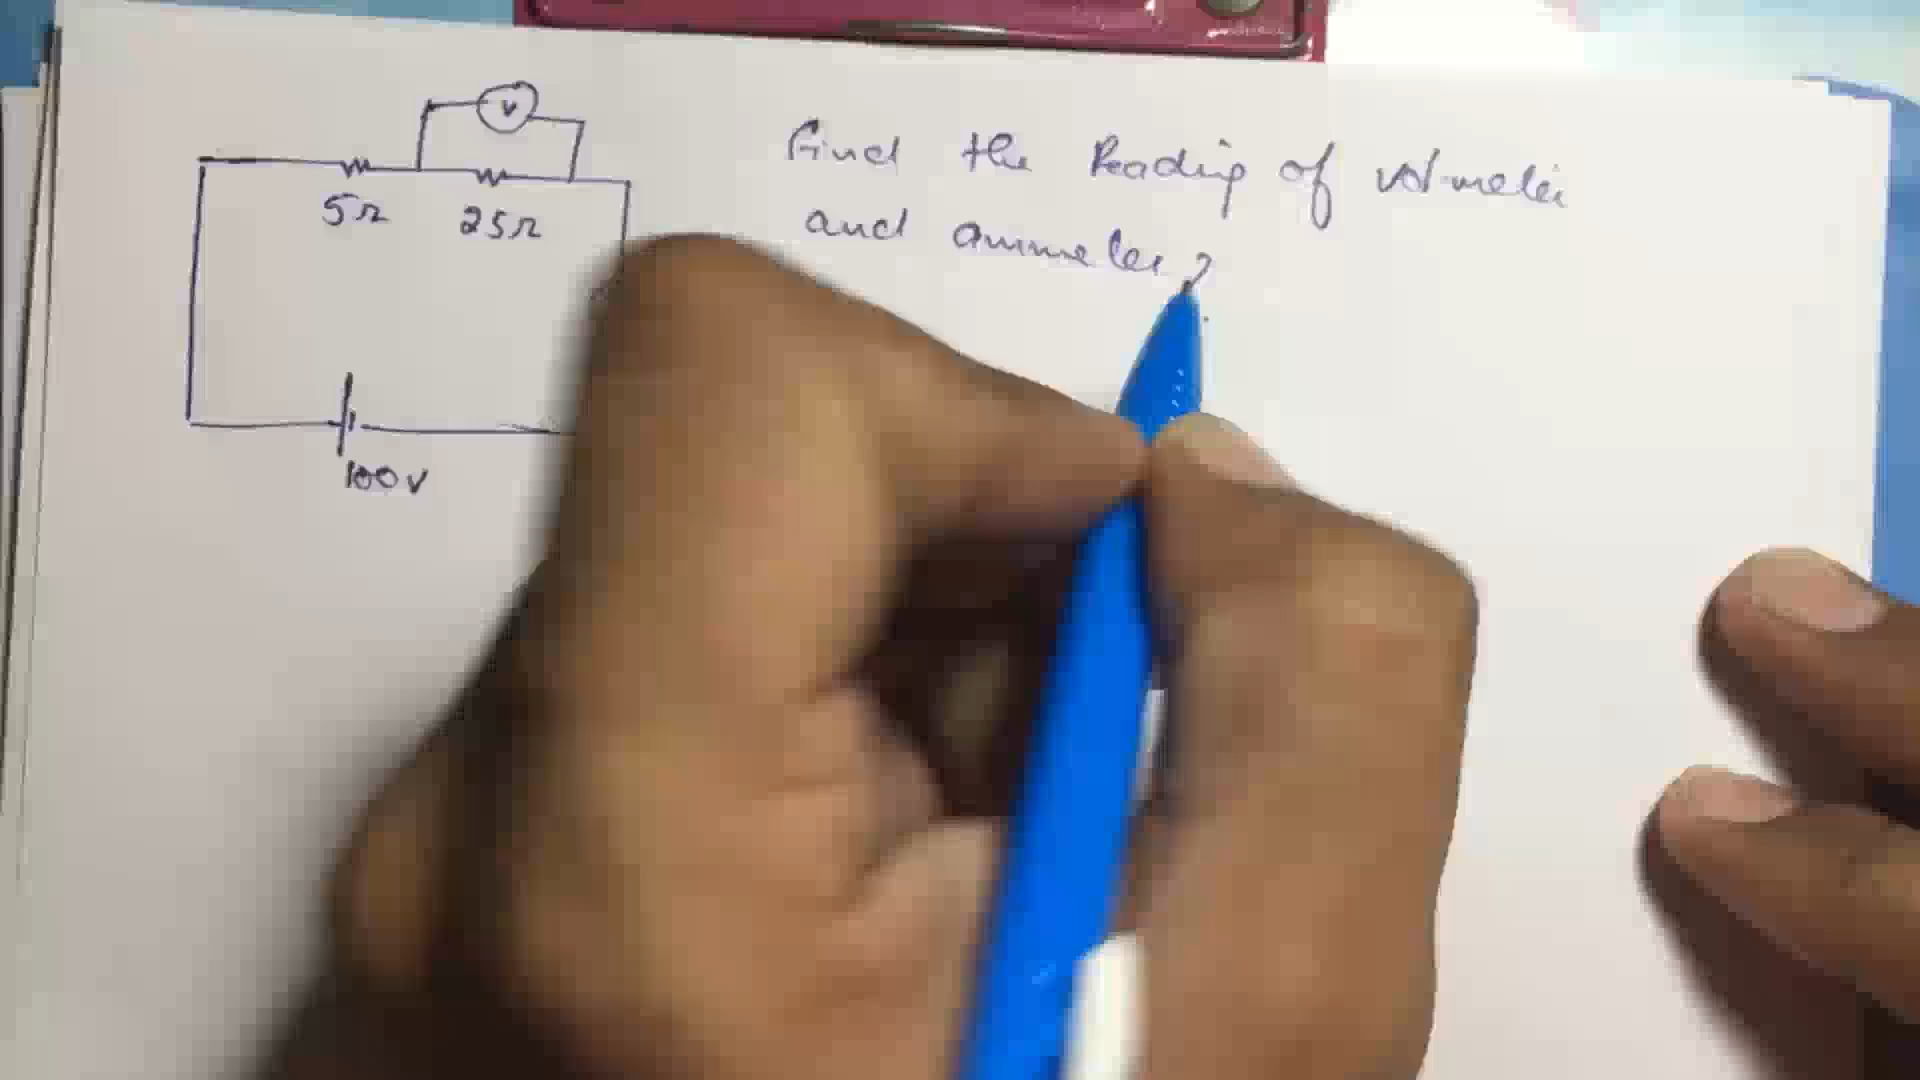 V
5Ω 25Ω
100V
Find the Reading of voltmeter
and ammeter?